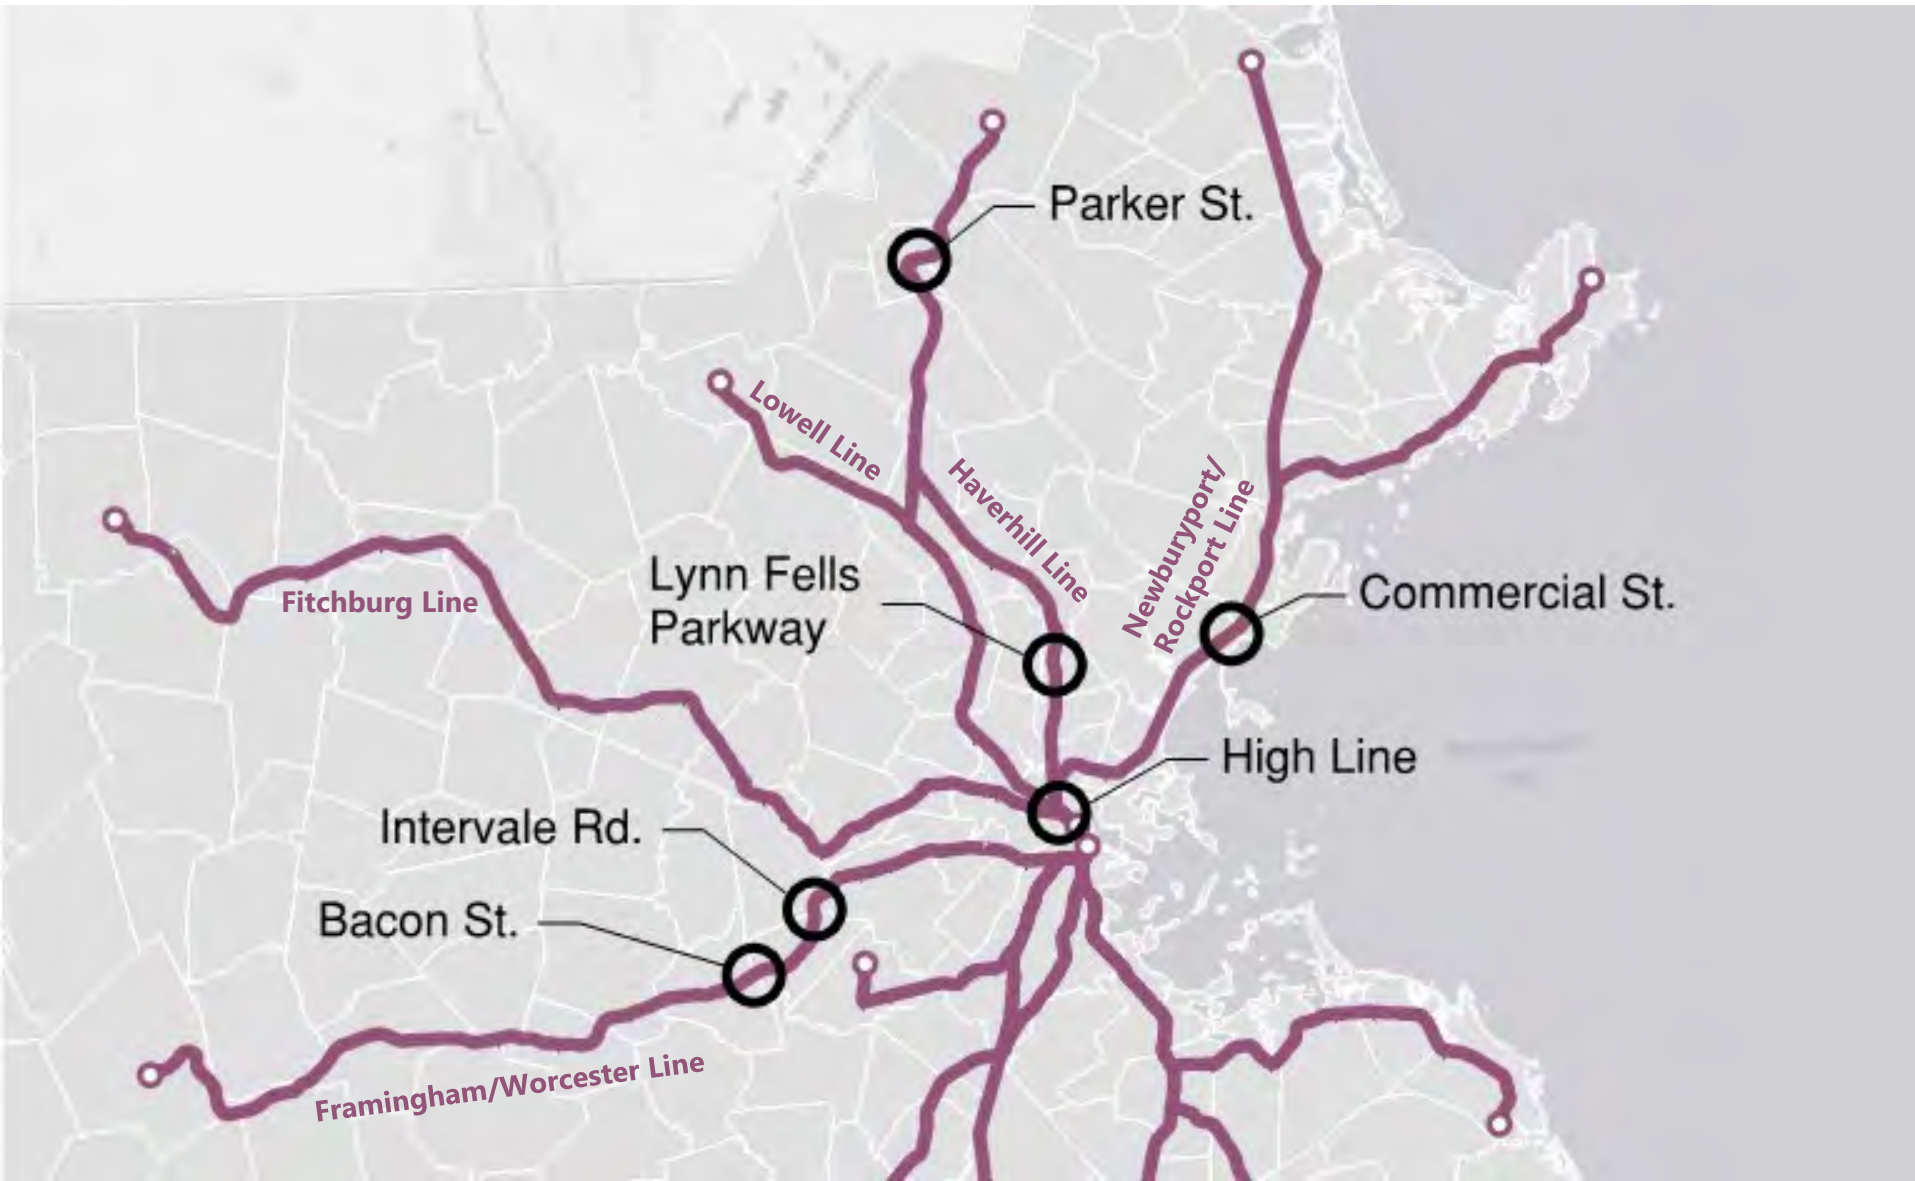 Parker St.
Lowell Line
Haverhill Line
Newburyport/
Rockport Line
Lynn Fells
Parkway
Commercial St.
Fitchburg Line
High Line
Intervale Rd.
Bacon St.
Framingham/Worcester Line